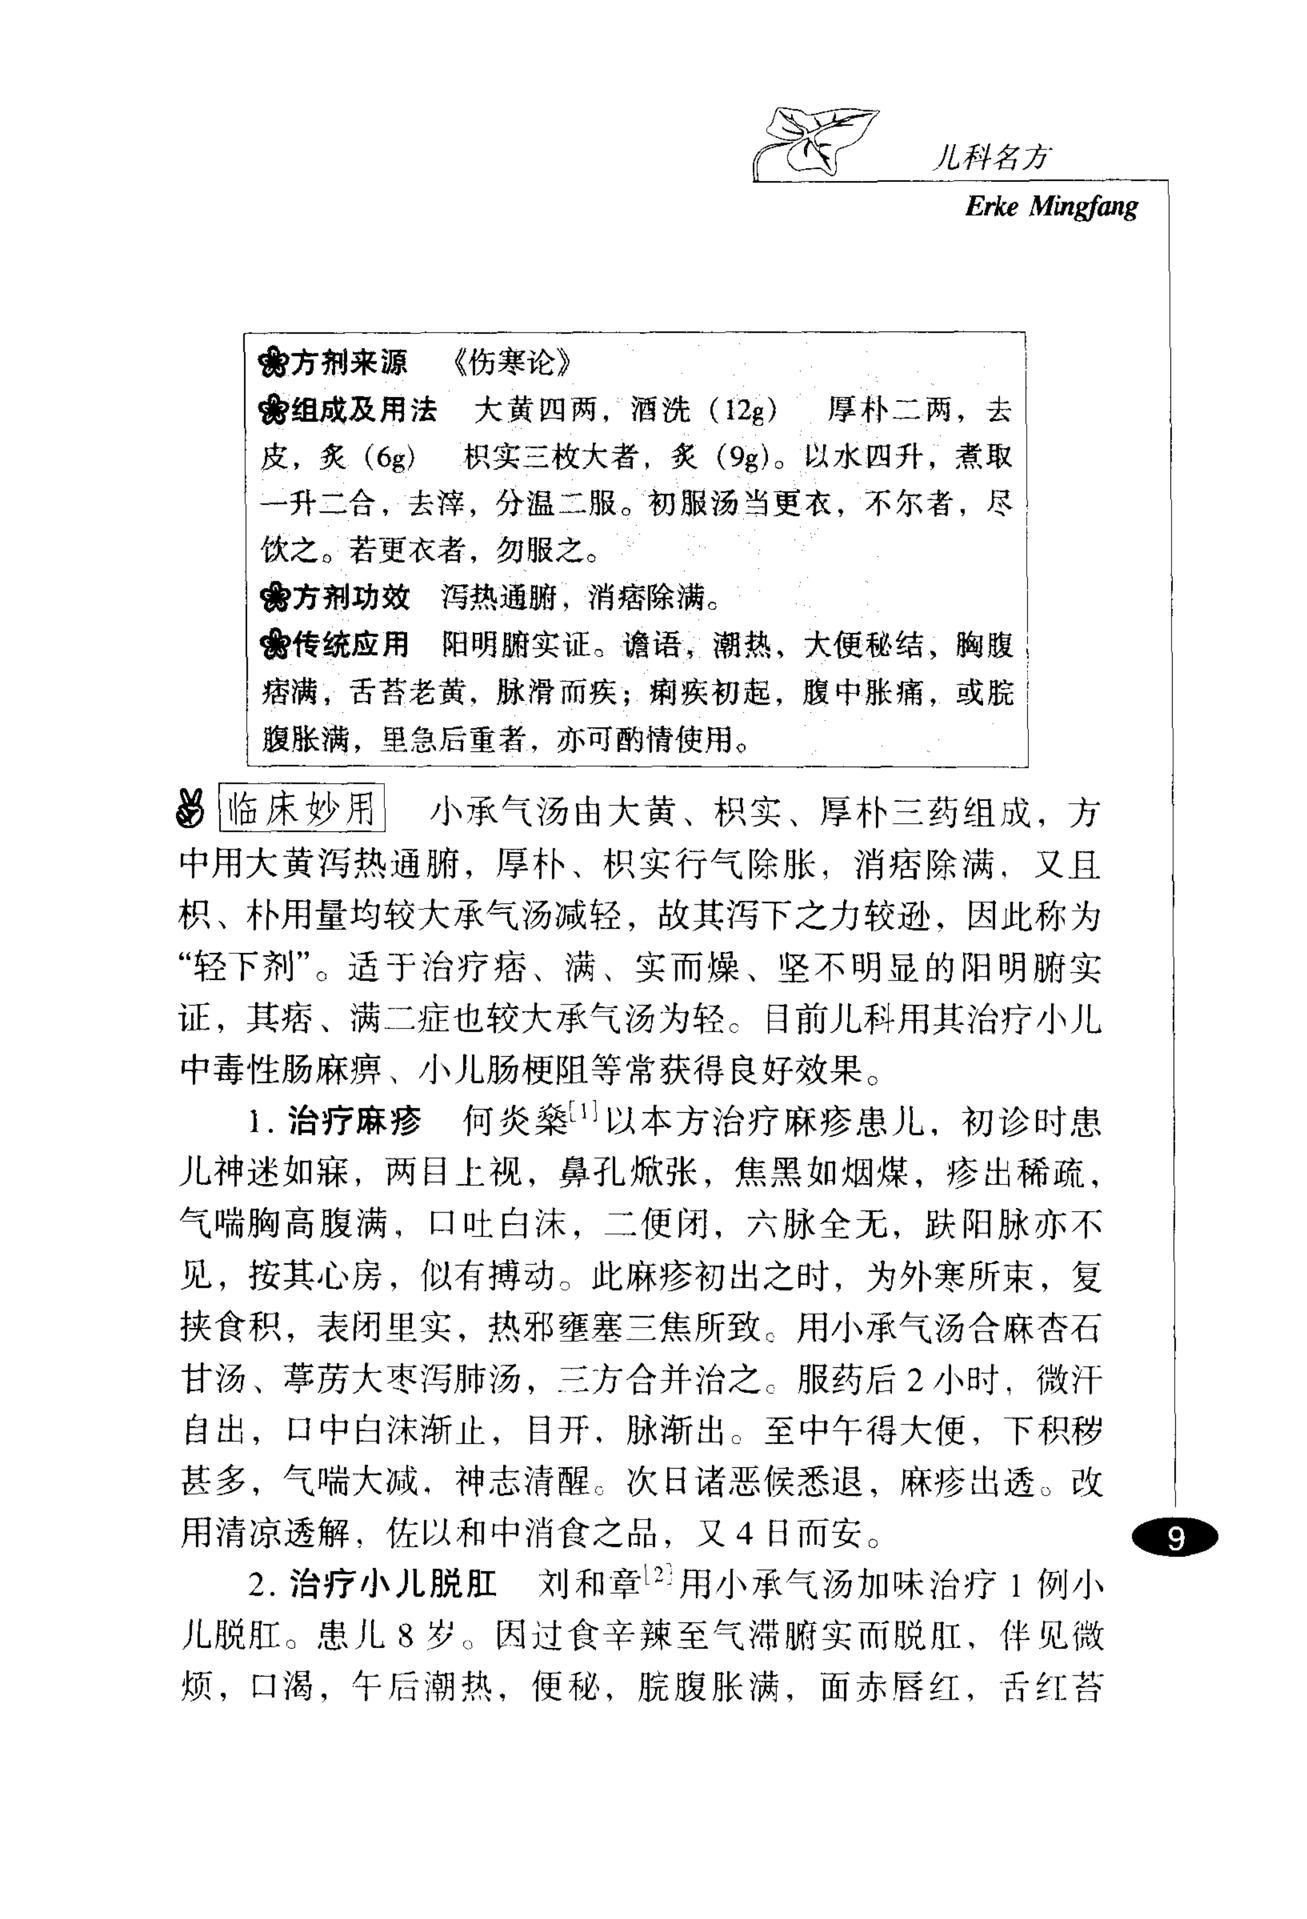 儿科名方
Erke Mingfang
方剂来源 《伤寒论》
组成及用法 大黄四两，酒洗（12g） 厚朴二两，去
皮，炙（6g） 枳实三枚大者，炙（9g）。以水四升，煮取
一升二合，去滓，分温二服。初服汤当更衣，不尔者，尽
饮之。若更衣者，勿服之。
方剂功效 泻热通腑，消痞除满。
传统应用 阳明腑实证。谵语，潮热，大便秘结，胸腹
痞满，舌苔老黄，脉滑而疾；痢疾初起，腹中胀痛，或脘
腹胀满，里急后重者，亦可酌情使用。
临床妙用 小承气汤由大黄、枳实、厚朴三药组成，方
中用大黄泻热通腑，厚朴、枳实行气除胀，消痞除满，又且
枳、朴用量均较大承气汤减轻，故其泻下之力较逊，因此称为
“轻下剂”。适于治疗痞、满、实而燥、坚不明显的阳明腑实
证，其痞、满二症也较大承气汤为轻。目前儿科用其治疗小儿
中毒性肠麻痹、小儿肠梗阻等常获得良好效果。
1. 治疗麻疹 何炎燊[1]以本方治疗麻疹患儿，初诊时患
儿神迷如寐，两目上视，鼻孔焮张，焦黑如烟煤，疹出稀疏，
气喘胸高腹满，口吐白沫，二便闭，六脉全无，趺阳脉亦不
见，按其心房，似有搏动。此麻疹初出之时，为外寒所束，复
挟食积，表闭里实，热邪壅塞三焦所致。用小承气汤合麻杏石
甘汤、葶苈大枣泻肺汤，三方合并治之。服药后 2 小时，微汗
自出，口中白沫渐止，目开，脉渐出。至中午得大便，下积秽
甚多，气喘大减，神志清醒。次日诸恶候悉退，麻疹出透。改
用清凉透解，佐以和中消食之品，又 4 日而安。
2. 治疗小儿脱肛 刘和章[2]用小承气汤加味治疗 1 例小
儿脱肛。患儿 8 岁。因过食辛辣至气滞腑实而脱肛，伴见微
烦，口渴，午后潮热，便秘，脘腹胀满，面赤唇红，舌红苔
9